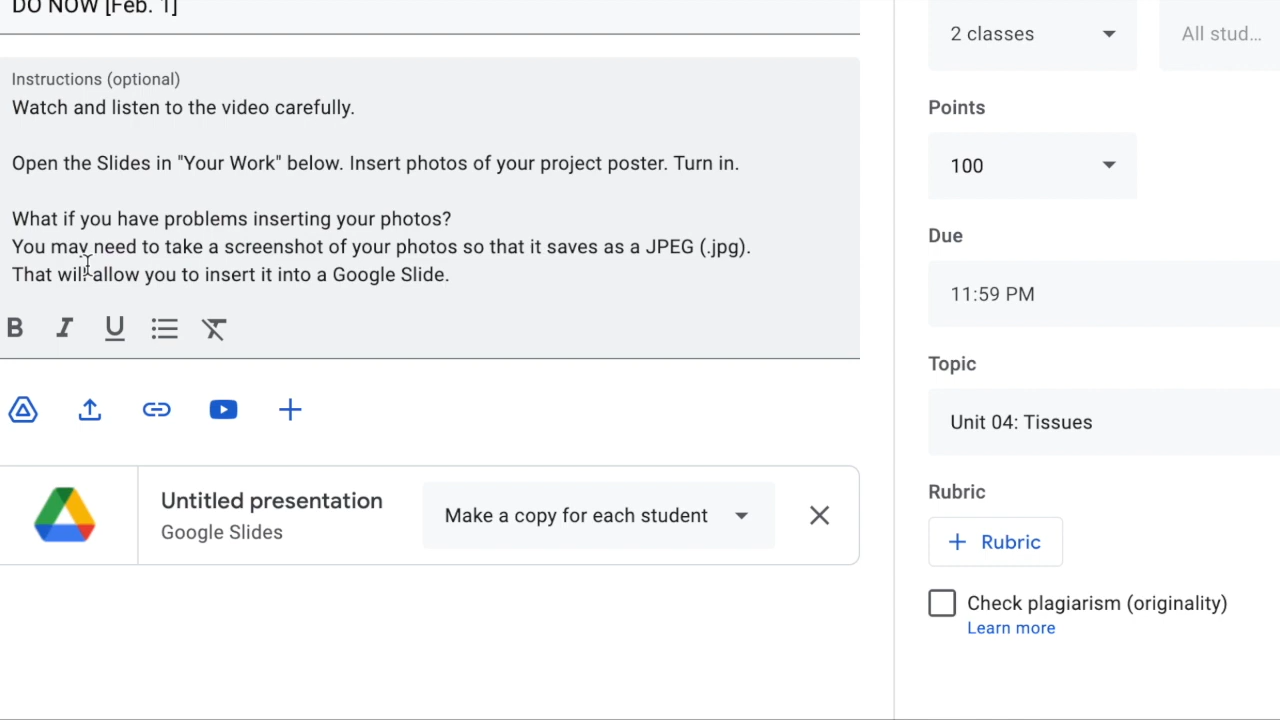 DO NOW [Feb. 1]
2 classes
All stud...
Instructions (optional)
Watch and listen to the video carefully.
Open the Slides in "Your Work" below. Insert photos of your project poster. Turn in.
What if you have problems inserting your photos?
You may need to take a screenshot of your photos so that it saves as a JPEG (.jpg).
That will allow you to insert it into a Google Slide.
B I U
Untitled presentation
Google Slides
Make a copy for each student
Points
100
Due
11:59 PM
Topic
Unit 04: Tissues
Rubric
+ Rubric
Check plagiarism (originality)
Learn more